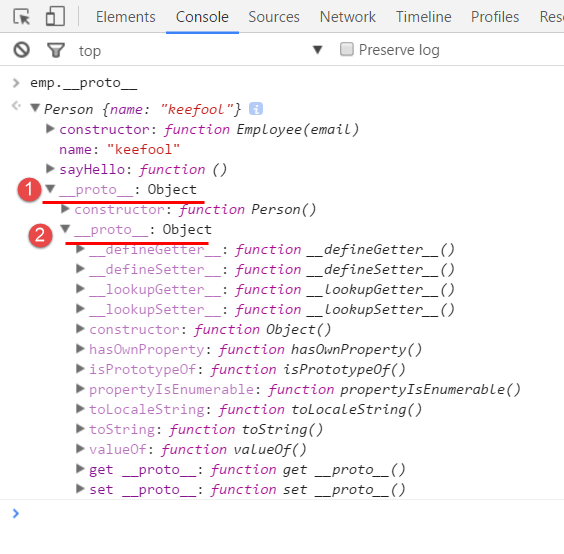 Elements Console Sources Network Timeline Profiles Res
top Preserve log
> emp.__proto__
Person {name: "keefool"} i
constructor: function Employee(email)
name: "keefool"
sayHello: function ()
1 __proto__: Object
constructor: function Person()
2 __proto__: Object
__defineGetter__: function __defineGetter__()
__defineSetter__: function __defineSetter__()
__lookupGetter__: function __lookupGetter__()
__lookupSetter__: function __lookupSetter__()
constructor: function Object()
hasOwnProperty: function hasOwnProperty()
isPrototypeOf: function isPrototypeOf()
propertyIsEnumerable: function propertyIsEnumerable()
toLocaleString: function toLocaleString()
toString: function toString()
valueOf: function valueOf()
get __proto__: function get __proto__()
set __proto__: function set __proto__()
>